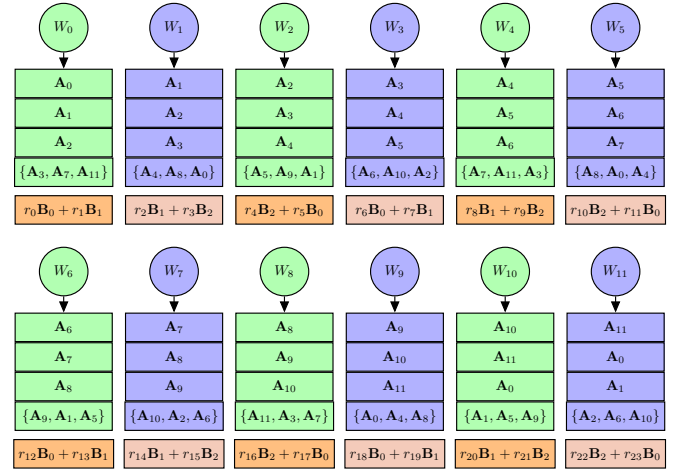 W₀ W₁ W₂ W₃ W₄ W₅
A₀ A₁ A₂ A₃ A₄ A₅
A₁ A₂ A₃ A₄ A₅ A₆
A₂ A₃ A₄ A₅ A₆ A₇
{A₃, A₇, A₁₁} {A₄, A₈, A₀} {A₅, A₉, A₁} {A₆, A₁₀, A₂} {A₇, A₁₁, A₃} {A₈, A₀, A₄}
r₀B₀ + r₁B₁ r₂B₁ + r₃B₂ r₄B₂ + r₅B₀ r₆B₀ + r₇B₁ r₈B₁ + r₉B₂ r₁₀B₂ + r₁₁B₀
W₆ W₇ W₈ W₉ W₁₀ W₁₁
A₆ A₇ A₈ A₉ A₁₀ A₁₁
A₇ A₈ A₉ A₁₀ A₁₁ A₀
A₈ A₉ A₁₀ A₁₁ A₀ A₁
{A₉, A₁, A₅} {A₁₀, A₂, A₆} {A₁₁, A₃, A₇} {A₀, A₄, A₈} {A₁, A₅, A₉} {A₂, A₆, A₁₀}
r₁₂B₀ + r₁₃B₁ r₁₄B₁ + r₁₅B₂ r₁₆B₂ + r₁₇B₀ r₁₈B₀ + r₁₉B₁ r₂₀B₁ + r₂₁B₂ r₂₂B₂ + r₂₃B₀